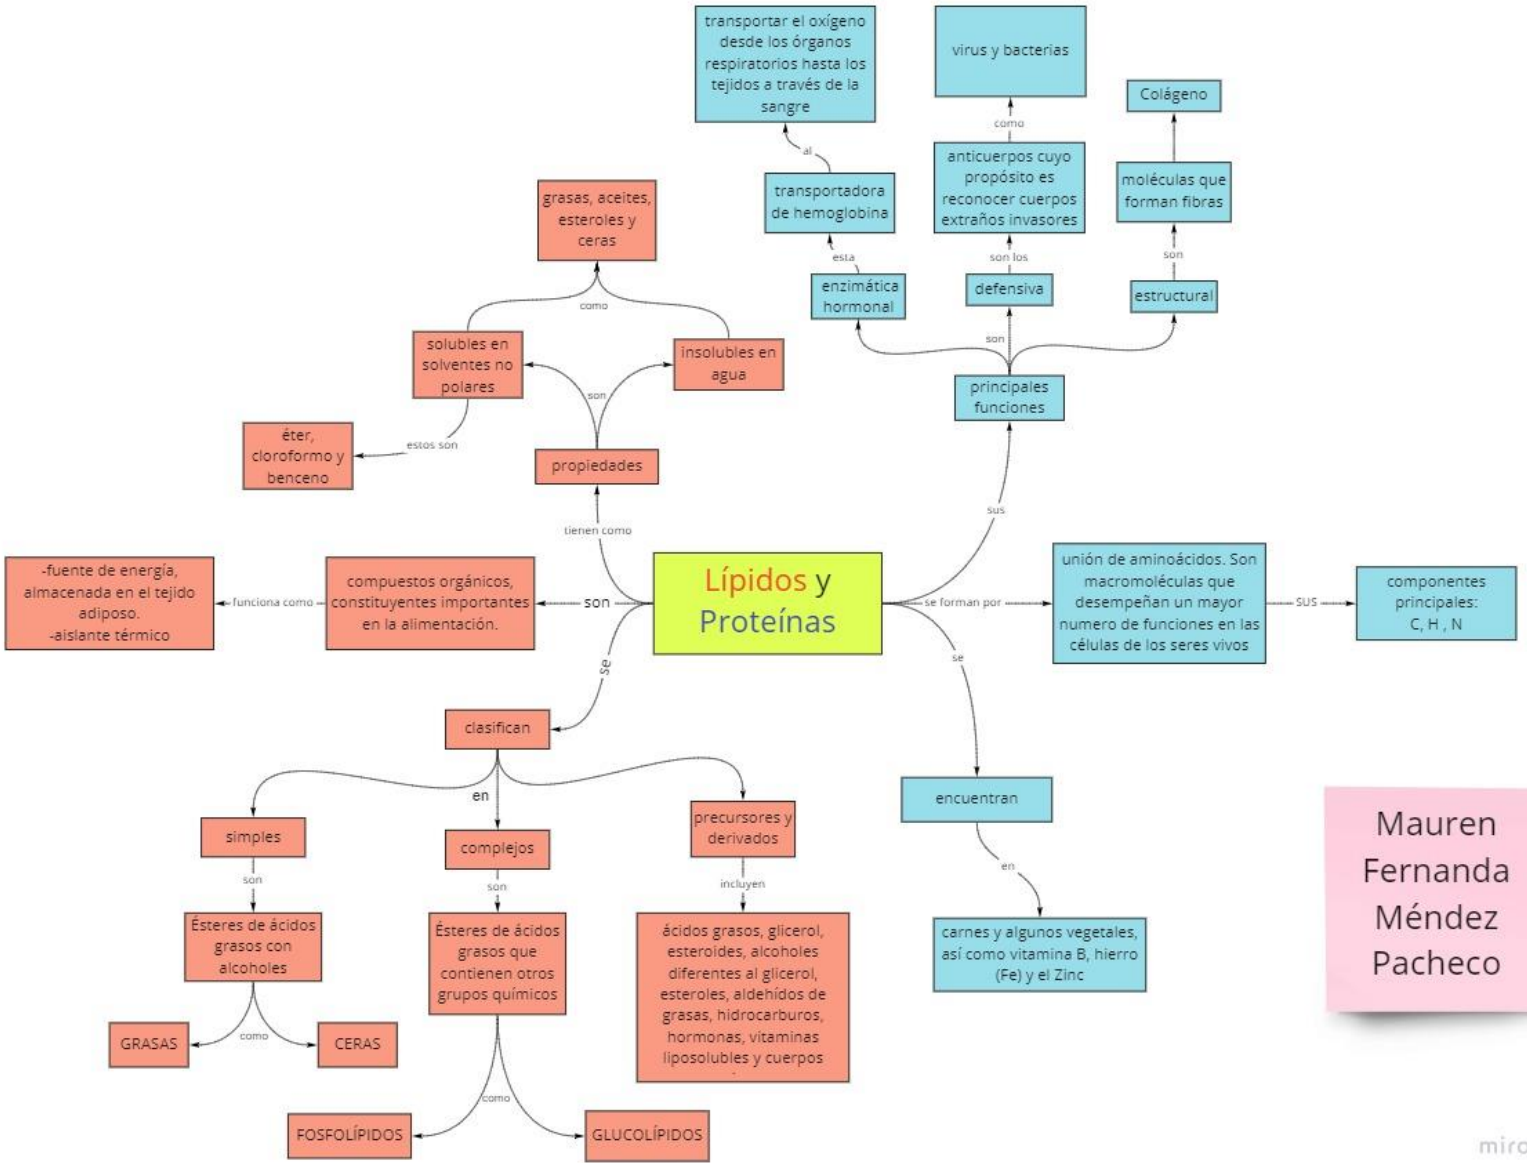 transportar el oxígeno
desde los órganos
respiratorios hasta los
tejidos a través de la
sangre
virus y bacterias
Colágeno
al
como
transportadora
de hemoglobina
anticuerpos cuyo
propósito es
reconocer cuerpos
extraños invasores
moléculas que
forman fibras
esta
son los
son
enzimática
hormonal
defensiva
estructural
son
principales
funciones
sus
grasas, aceites,
esteroles y
ceras
como
solubles en
solventes no
polares
insolubles en
agua
son
estos son
éter,
cloroformo y
benceno
propiedades
tienen como
Lípidos y
Proteínas
son
compuestos orgánicos,
constituyentes importantes
en la alimentación.
funciona como
-fuente de energía,
almacenada en el tejido
adiposo.
-aislante térmico
se forman por
unión de aminoácidos. Son
macromoléculas que
desempeñan un mayor
numero de funciones en las
células de los seres vivos
SUS
componentes
principales:
C, H , N
se
clasifican
en
simples
son
Ésteres de ácidos
grasos con
alcoholes
como
GRASAS
CERAS
complejos
son
Ésteres de ácidos
grasos que
contienen otros
grupos químicos
como
FOSFOLÍPIDOS
GLUCOLÍPIDOS
precursores y
derivados
incluyen
ácidos grasos, glicerol,
esteroides, alcoholes
diferentes al glicerol,
esteroles, aldehídos de
grasas, hidrocarburos,
hormonas, vitaminas
liposolubles y cuerpos
se
encuentran
en
carnes y algunos vegetales,
así como vitamina B, hierro
(Fe) y el Zinc
Mauren
Fernanda
Méndez
Pacheco
miro